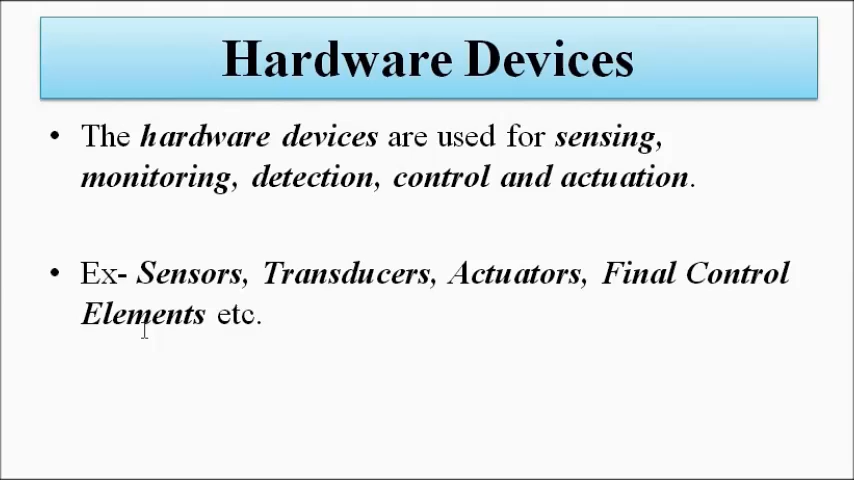 Hardware Devices
• The hardware devices are used for sensing,
monitoring, detection, control and actuation.
• Ex- Sensors, Transducers, Actuators, Final Control
Elements etc.